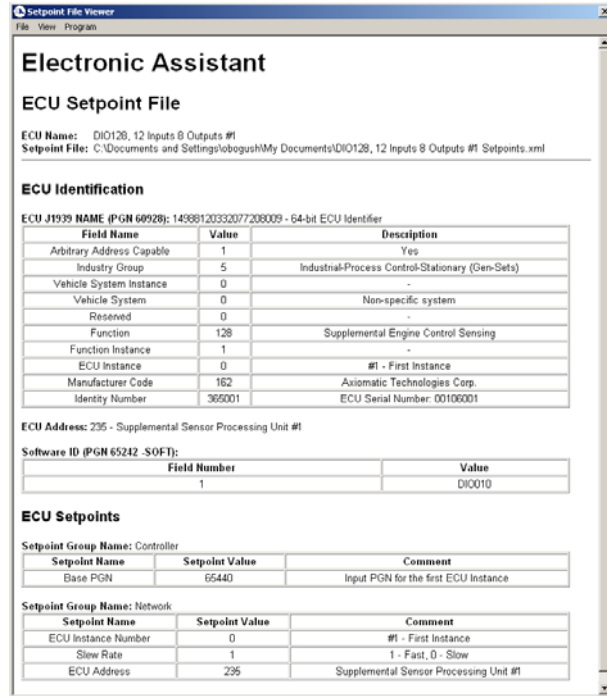 Setpoint File Viewer
File View Program
Electronic Assistant
ECU Setpoint File
ECU Name: DIO128, 12 Inputs 8 Outputs #1
Setpoint File: C:\Documents and Settings\obogush\My Documents\DIO128, 12 Inputs 8 Outputs #1 Setpoints.xml
ECU Identification
ECU J1939 NAME (PGN 60928): 14988120332077208009 - 64-bit ECU Identifier
Field Name Value Description
Arbitrary Address Capable 1 Yes
Industry Group 5 Industrial-Process Control-Stationary (Gen-Sets)
Vehicle System Instance 0 -
Vehicle System 0 Non-specific system
Reserved 0 -
Function 128 Supplemental Engine Control Sensing
Function Instance 1 -
ECU Instance 0 #1 - First Instance
Manufacturer Code 162 Axiomatic Technologies Corp.
Identity Number 365001 ECU Serial Number: 00106001
ECU Address: 235 - Supplemental Sensor Processing Unit #1
Software ID (PGN 65242 -SOFT):
Field Number Value
1 DIO010
ECU Setpoints
Setpoint Group Name: Controller
Setpoint Name Setpoint Value Comment
Base PGN 65440 Input PGN for the first ECU Instance
Setpoint Group Name: Network
Setpoint Name Setpoint Value Comment
ECU Instance Number 0 #1 - First Instance
Slew Rate 1 1 - Fast, 0 - Slow
ECU Address 235 Supplemental Sensor Processing Unit #1